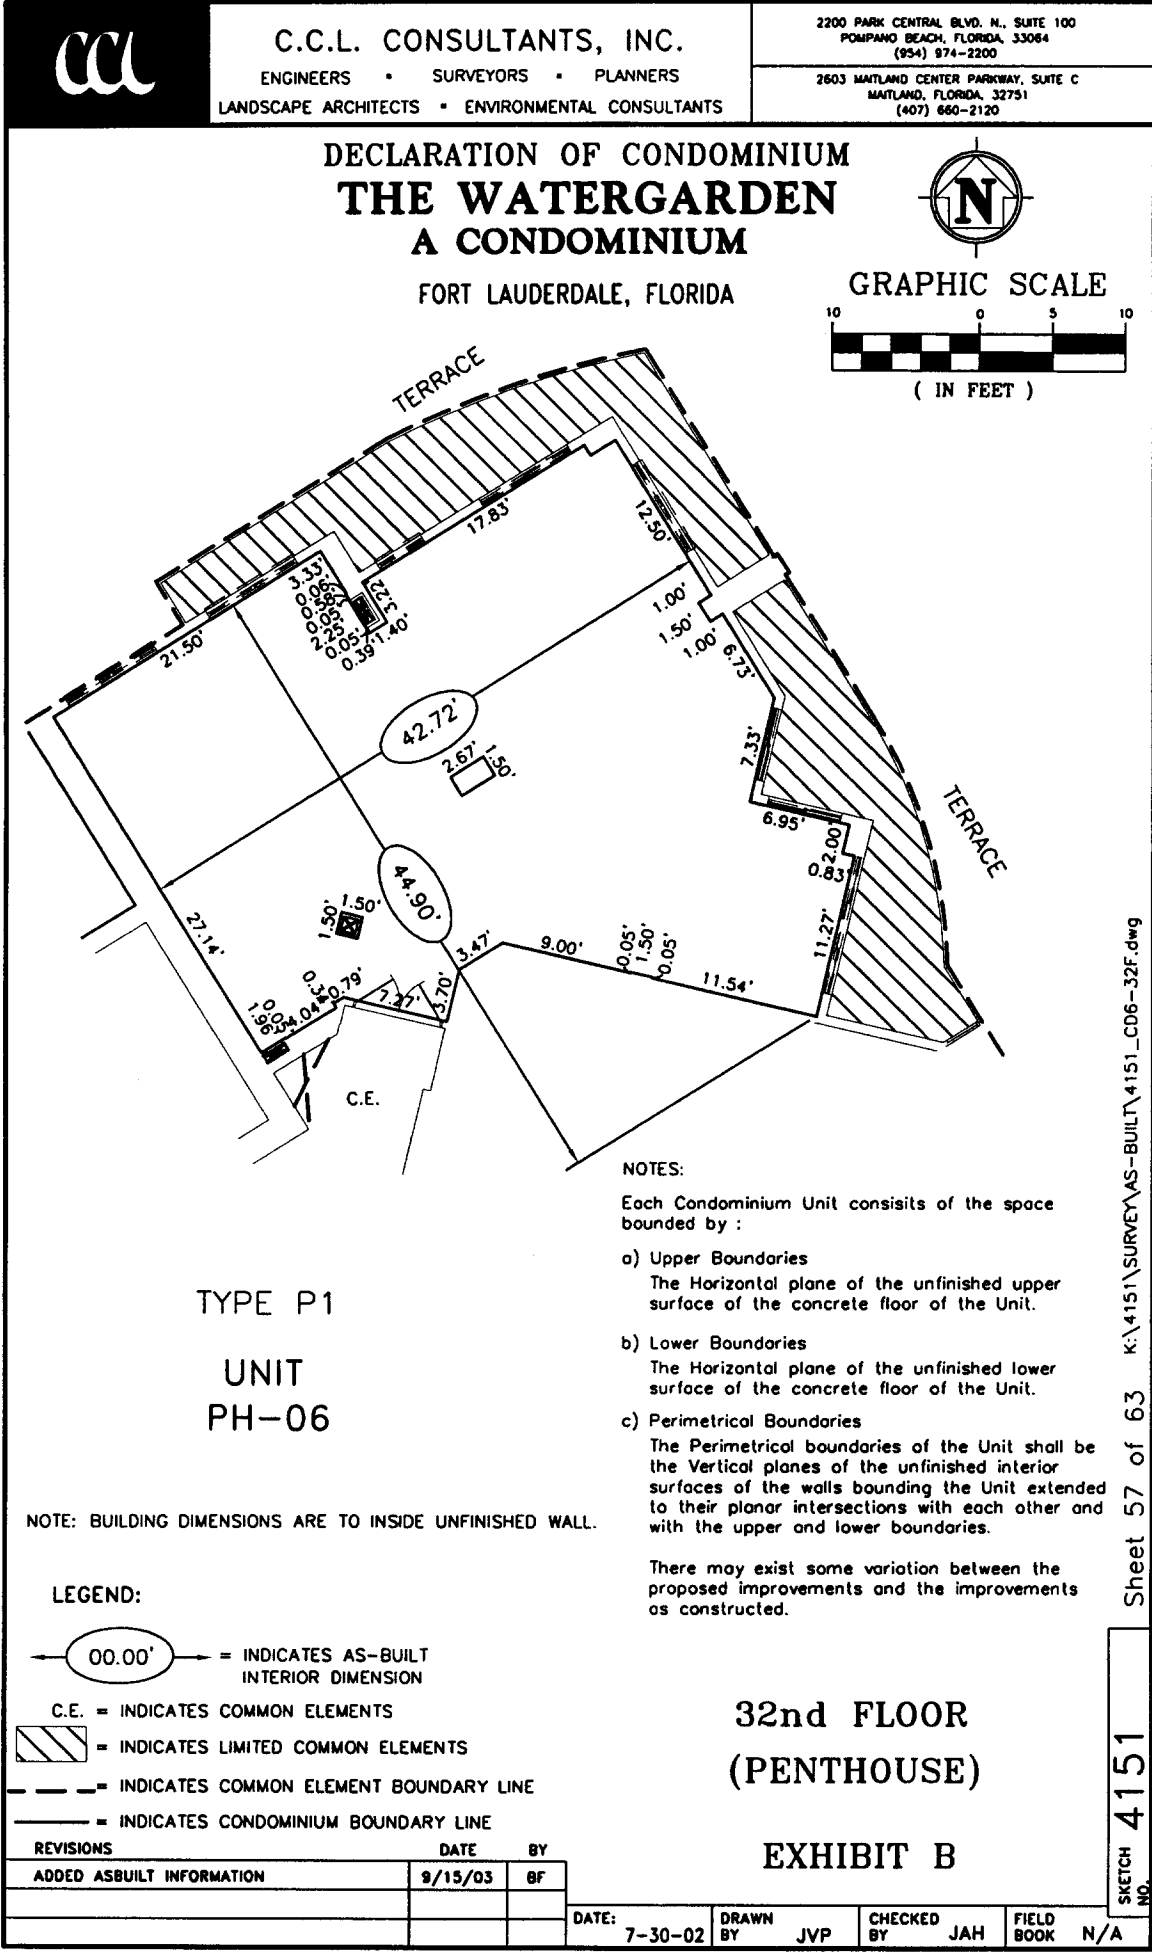 CCL
C.C.L. CONSULTANTS, INC.
ENGINEERS • SURVEYORS • PLANNERS
LANDSCAPE ARCHITECTS • ENVIRONMENTAL CONSULTANTS
2200 PARK CENTRAL BLVD. N., SUITE 100
POMPANO BEACH, FLORIDA, 33064
(954) 974-2200
2603 MAITLAND CENTER PARKWAY, SUITE C
MAITLAND, FLORIDA, 32751
(407) 660-2120
DECLARATION OF CONDOMINIUM
THE WATERGARDEN
A CONDOMINIUM
FORT LAUDERDALE, FLORIDA
N
GRAPHIC SCALE
10 0 5 10
( IN FEET )
TERRACE
17.83'
12.50'
3.33'
0.06'
0.58'
0.05'
2.25'
0.05'
0.39'
1.40'
3.22'
21.50'
1.00'
1.50'
1.00'
6.73'
42.72'
2.67'
1.50'
7.33'
6.95'
2.00'
0.83'
TERRACE
44.90'
1.50'
1.50'
27.14'
3.47'
9.00'
0.05'
1.50'
0.05'
11.54'
11.27'
0.79'
7.27'
3.70'
4.04'
1.96'
C.E.
NOTES:
Each Condominium Unit consisits of the space
bounded by :
a) Upper Boundaries
The Horizontal plane of the unfinished upper
surface of the concrete floor of the Unit.
b) Lower Boundaries
The Horizontal plane of the unfinished lower
surface of the concrete floor of the Unit.
c) Perimetrical Boundaries
The Perimetrical boundaries of the Unit shall be
the Vertical planes of the unfinished interior
surfaces of the walls bounding the Unit extended
to their planar intersections with each other and
with the upper and lower boundaries.
There may exist some variation between the
proposed improvements and the improvements
as constructed.
TYPE P1
UNIT
PH-06
NOTE: BUILDING DIMENSIONS ARE TO INSIDE UNFINISHED WALL.
LEGEND:
00.00' = INDICATES AS-BUILT
INTERIOR DIMENSION
C.E. = INDICATES COMMON ELEMENTS
= INDICATES LIMITED COMMON ELEMENTS
= INDICATES COMMON ELEMENT BOUNDARY LINE
= INDICATES CONDOMINIUM BOUNDARY LINE
32nd FLOOR
(PENTHOUSE)
EXHIBIT B
REVISIONS DATE BY
ADDED ASBUILT INFORMATION 9/15/03 BF
DATE: 7-30-02
DRAWN BY JVP
CHECKED BY JAH
FIELD BOOK N/A
SKETCH NO. 4151
Sheet 57 of 63 K:\4151\SURVEY\AS-BUILT\4151_CD6-32F.dwg